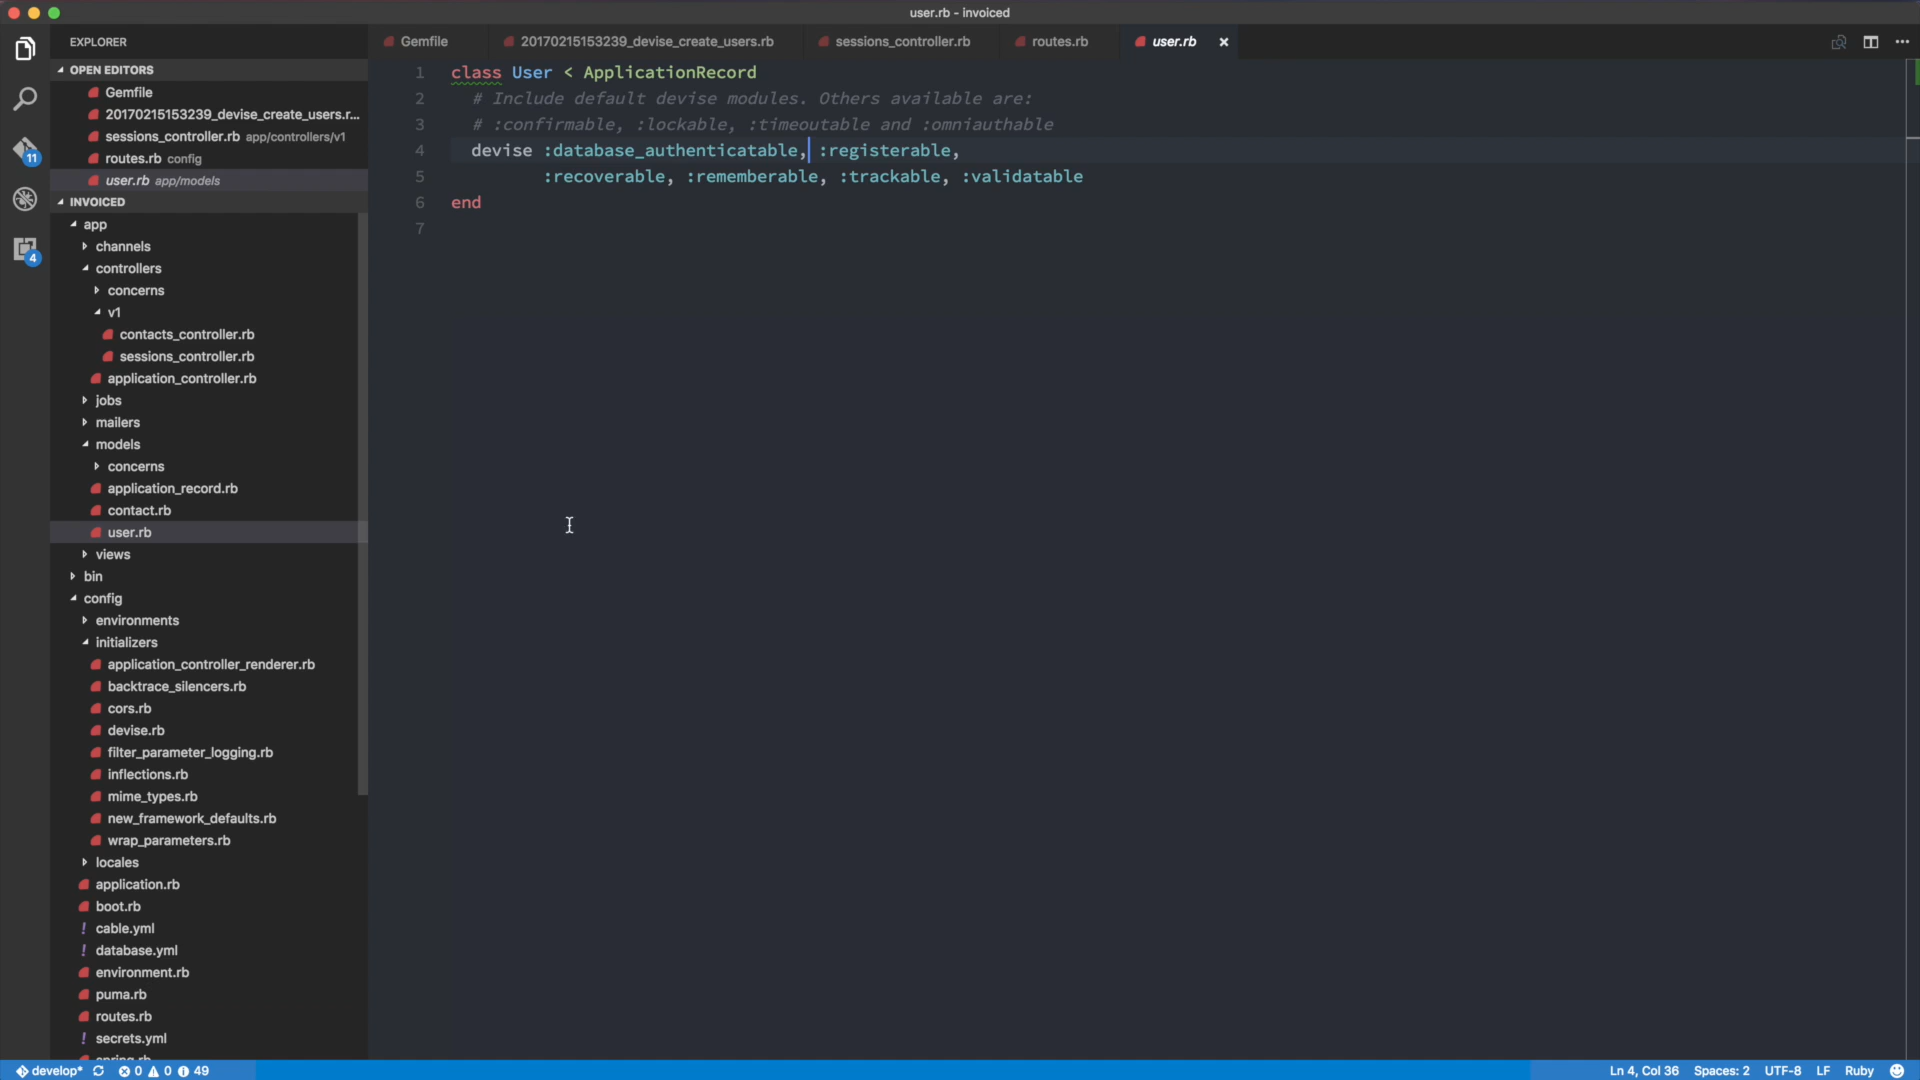 user.rb - invoiced
EXPLORER
OPEN EDITORS
Gemfile
20170215153239_devise_create_users.r...
sessions_controller.rb app/controllers/v1
routes.rb config
user.rb app/models
INVOICED
app
channels
controllers
concerns
v1
contacts_controller.rb
sessions_controller.rb
application_controller.rb
jobs
mailers
models
concerns
application_record.rb
contact.rb
user.rb
views
bin
config
environments
initializers
application_controller_renderer.rb
backtrace_silencers.rb
cors.rb
devise.rb
filter_parameter_logging.rb
inflections.rb
mime_types.rb
new_framework_defaults.rb
wrap_parameters.rb
locales
application.rb
boot.rb
! cable.yml
! database.yml
environment.rb
puma.rb
routes.rb
! secrets.yml
spring.rb
11
4
Gemfile 20170215153239_devise_create_users.rb sessions_controller.rb routes.rb user.rb
1 class User < ApplicationRecord
2 # Include default devise modules. Others available are:
3 # :confirmable, :lockable, :timeoutable and :omniauthable
4 devise :database_authenticatable, :registerable,
5 :recoverable, :rememberable, :trackable, :validatable
6 end
7
develop* 0 0 49 Ln 4, Col 36 Spaces: 2 UTF-8 LF Ruby